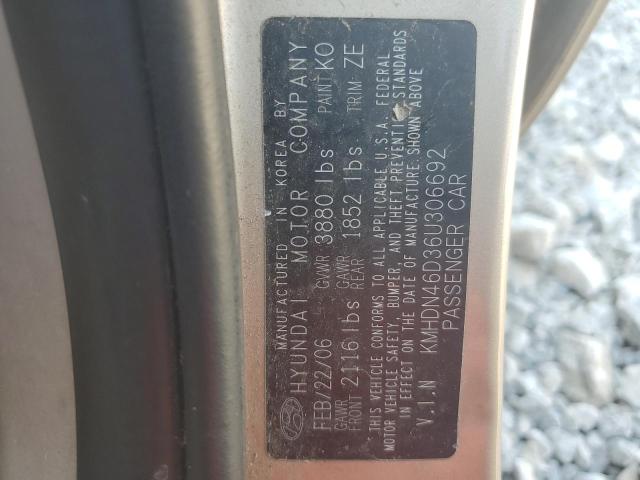 MANUFACTURED IN KOREA BY
HYUNDAI MOTOR COMPANY
FEB/22/06 GVWR 3880 lbs PAINT KO
GAWR FRONT 2116 lbs GAWR REAR 1852 lbs TRIM ZE
THIS VEHICLE CONFORMS TO ALL APPLICABLE U.S.A. FEDERAL
MOTOR VEHICLE SAFETY, BUMPER, AND THEFT PREVENTI STANDARDS
IN EFFECT ON THE DATE OF MANUFACTURE SHOWN ABOVE
V.I.N KMHDN46D36U306692
PASSENGER CAR